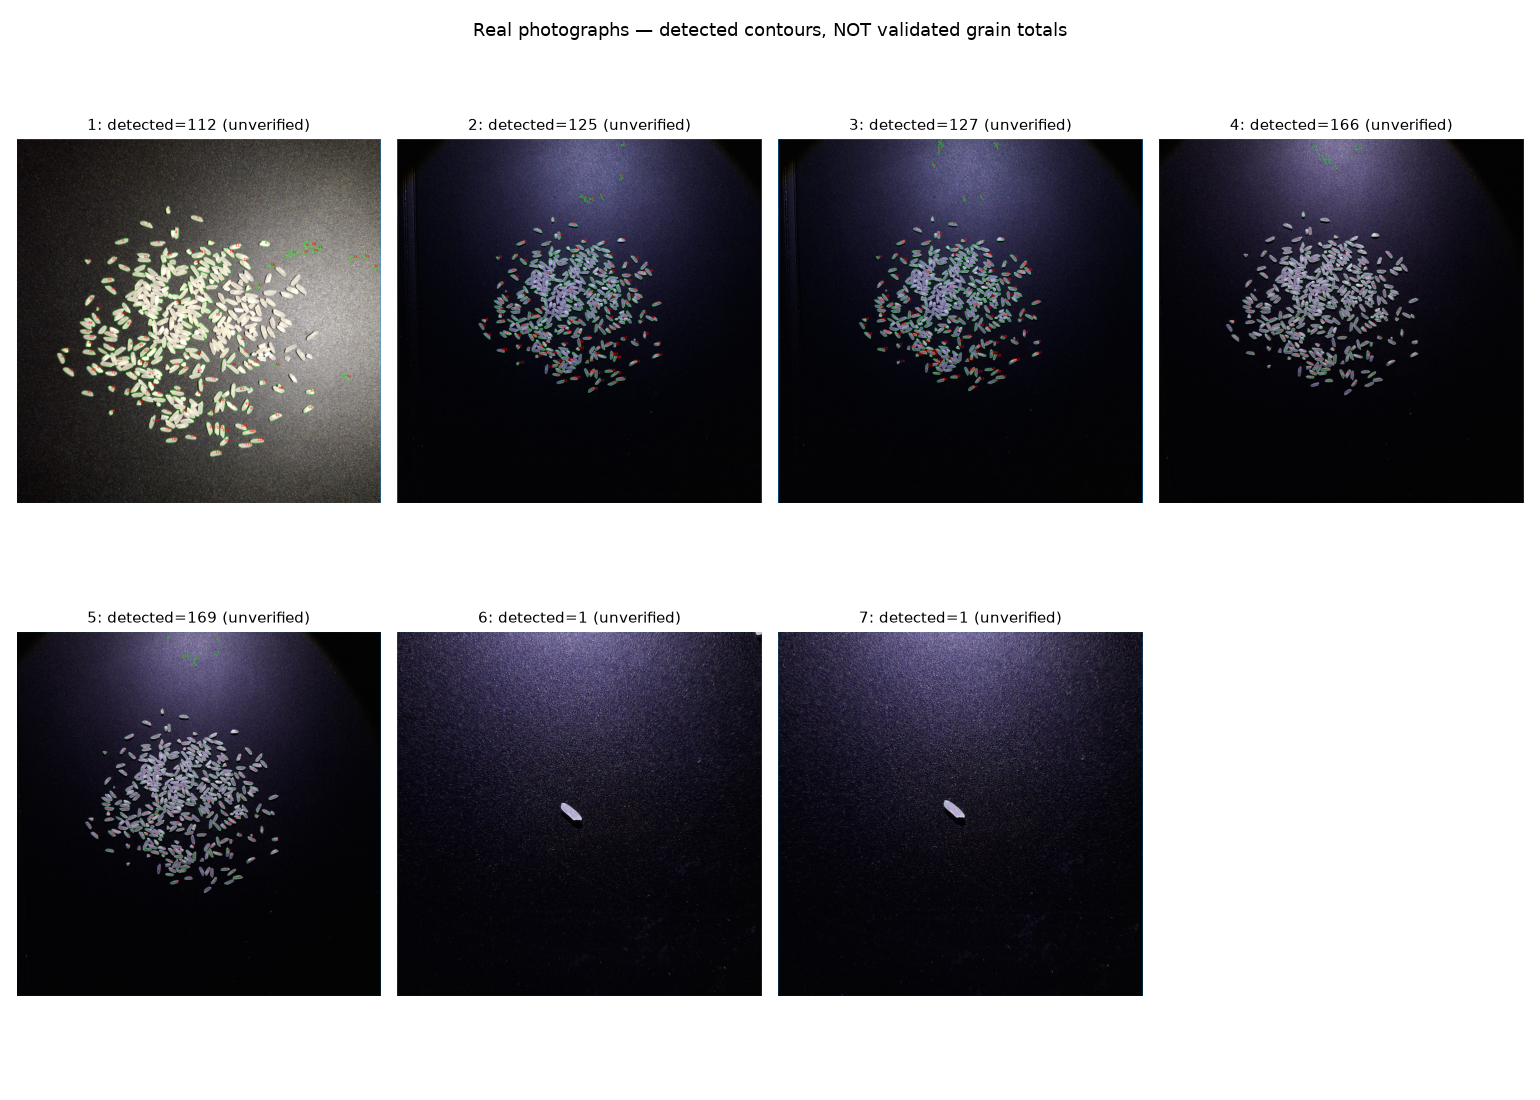 Real photographs — detected contours, NOT validated grain totals
1: detected=112 (unverified)
2: detected=125 (unverified)
3: detected=127 (unverified)
4: detected=166 (unverified)
5: detected=169 (unverified)
6: detected=1 (unverified)
7: detected=1 (unverified)